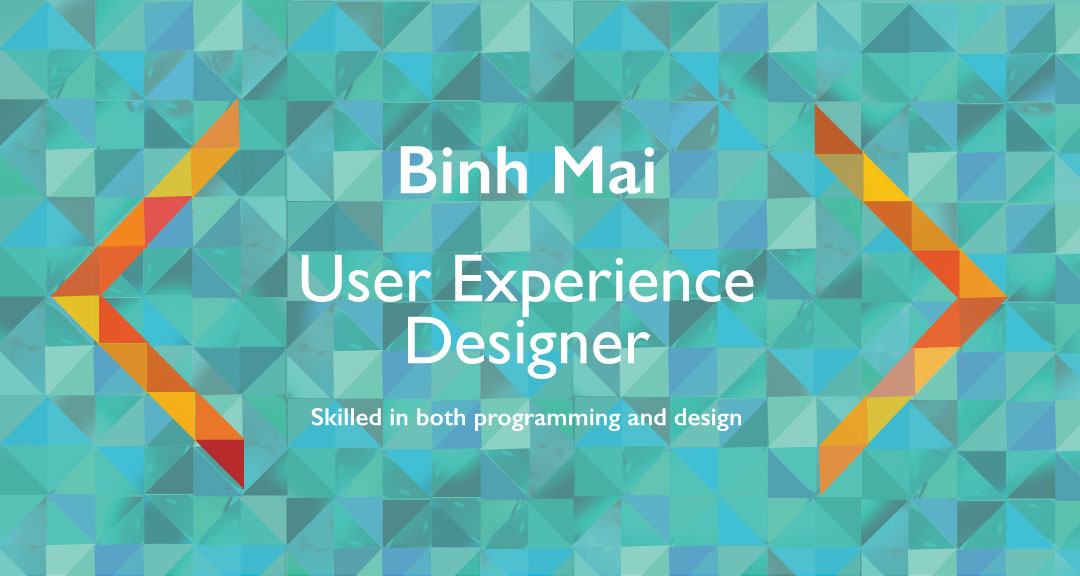 Binh Mai
User Experience
Designer
Skilled in both programming and design